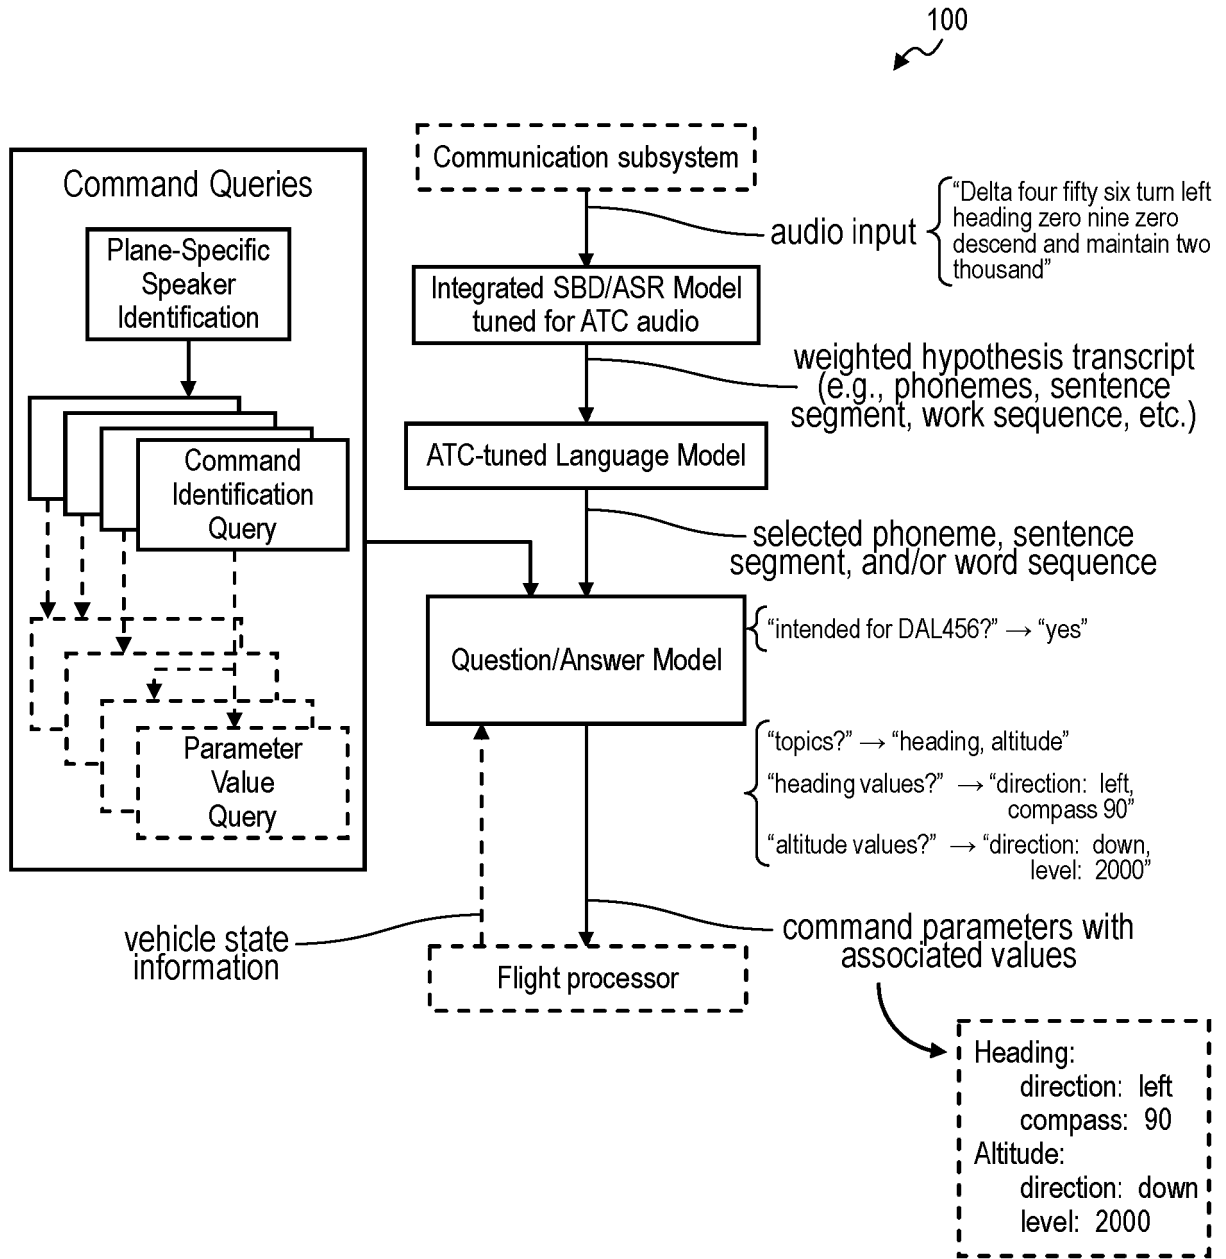 100
Communication subsystem
Command Queries
Plane-Specific
Speaker
Identification
Command
Identification
Query
Parameter
Value
Query
audio input
“Delta four fifty six turn left
heading zero nine zero
descend and maintain two
thousand”
Integrated SBD/ASR Model
tuned for ATC audio
weighted hypothesis transcript
(e.g., phonemes, sentence
segment, work sequence, etc.)
ATC-tuned Language Model
selected phoneme, sentence
segment, and/or word sequence
Question/Answer Model
“intended for DAL456?” → “yes”
“topics?” → “heading, altitude”
“heading values?” → “direction: left,
compass 90”
“altitude values?” → “direction: down,
level: 2000”
vehicle state
information
command parameters with
associated values
Flight processor
Heading:
direction: left
compass: 90
Altitude:
direction: down
level: 2000